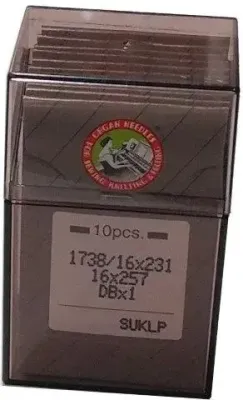 ORGAN NEEDLES
10pcs.
1738/16x231
16x257
DBx1
SUKLP